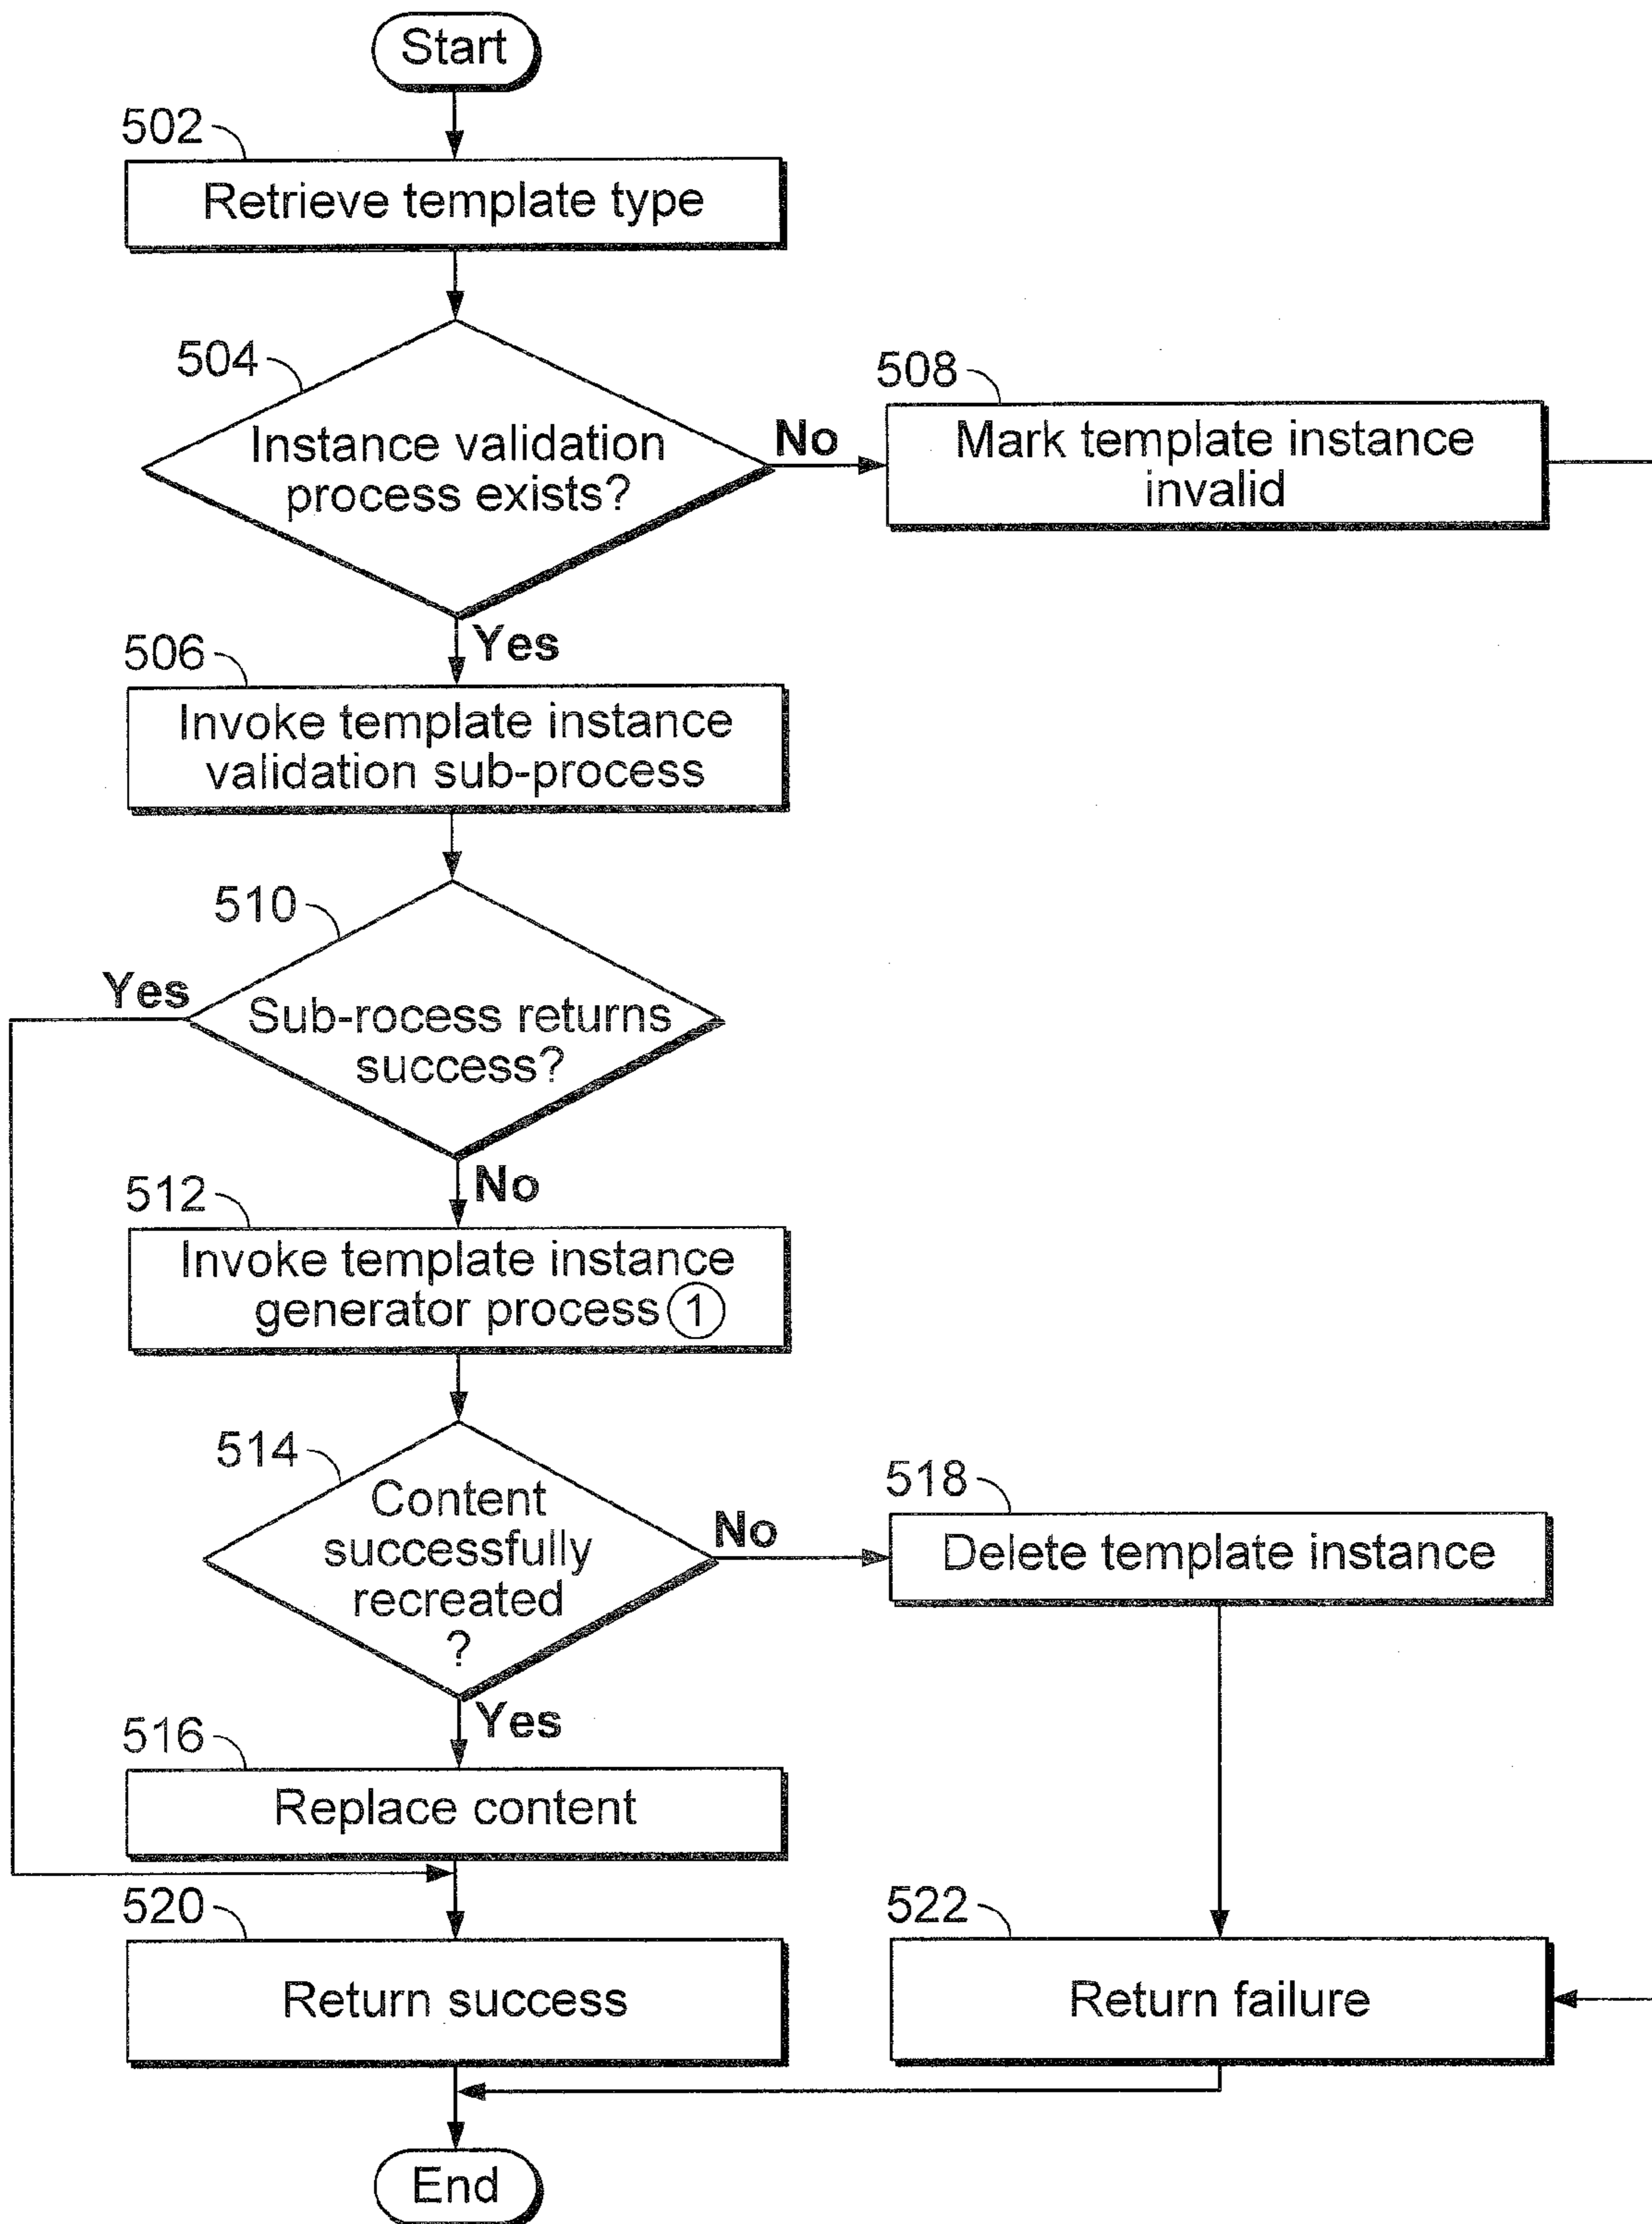 Start
502
Retrieve template type
504
Instance validation
process exists?
No
508
Mark template instance
invalid
Yes
506
Invoke template instance
validation sub-process
510
Yes
Sub-rocess returns
success?
No
512
Invoke template instance
generator process 1
514
Content
successfully
recreated
?
No
518
Delete template instance
Yes
516
Replace content
520
Return success
522
Return failure
End